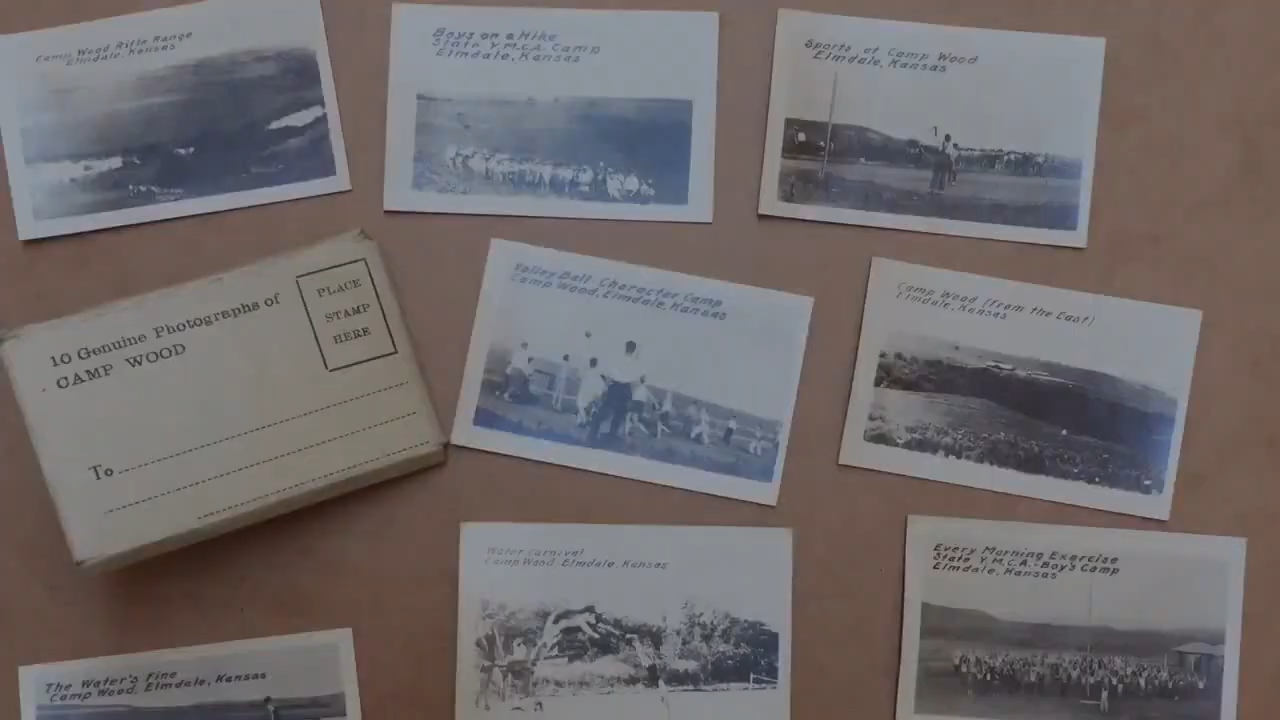 Camp Wood Rifle Range
Elmdale, Kansas
Boys on a Hike
State Y.M.C.A. Camp
Elmdale, Kansas
Sports at Camp Wood
Elmdale, Kansas
10 Genuine Photographs of
CAMP WOOD
PLACE
STAMP
HERE
To
Volley Ball Character Camp
Camp Wood, Elmdale, Kansas
Camp Wood (from the East)
Elmdale, Kansas
Water carnival
Camp Wood, Elmdale, Kansas
Every Morning Exercise
State Y.M.C.A.-Boy's Camp
Elmdale, Kansas
The Water's Fine
Camp Wood, Elmdale, Kansas